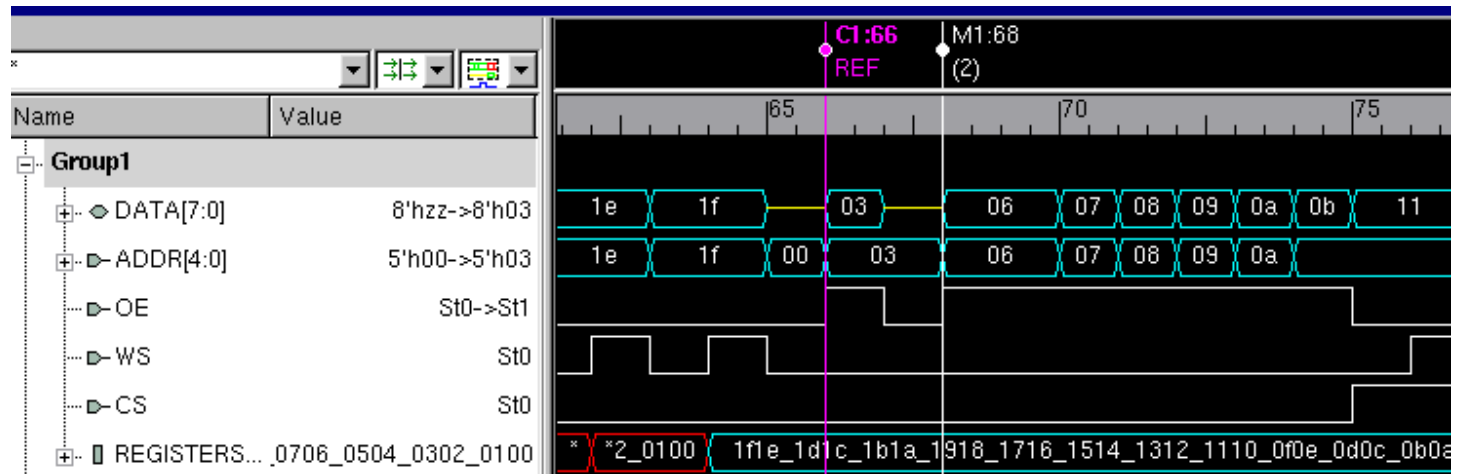 C1:66 M1:68
* REF (2)
Name Value 65 70 75
Group1
DATA[7:0] 8'hzz->8'h03 1e 1f 03 06 07 08 09 0a 0b 11
ADDR[4:0] 5'h00->5'h03 1e 1f 00 03 06 07 08 09 0a
OE St0->St1
WS St0
CS St0
REGISTERS... _0706_0504_0302_0100 * *2_0100 1f1e_1d1c_1b1a_1918_1716_1514_1312_1110_0f0e_0d0c_0b0a